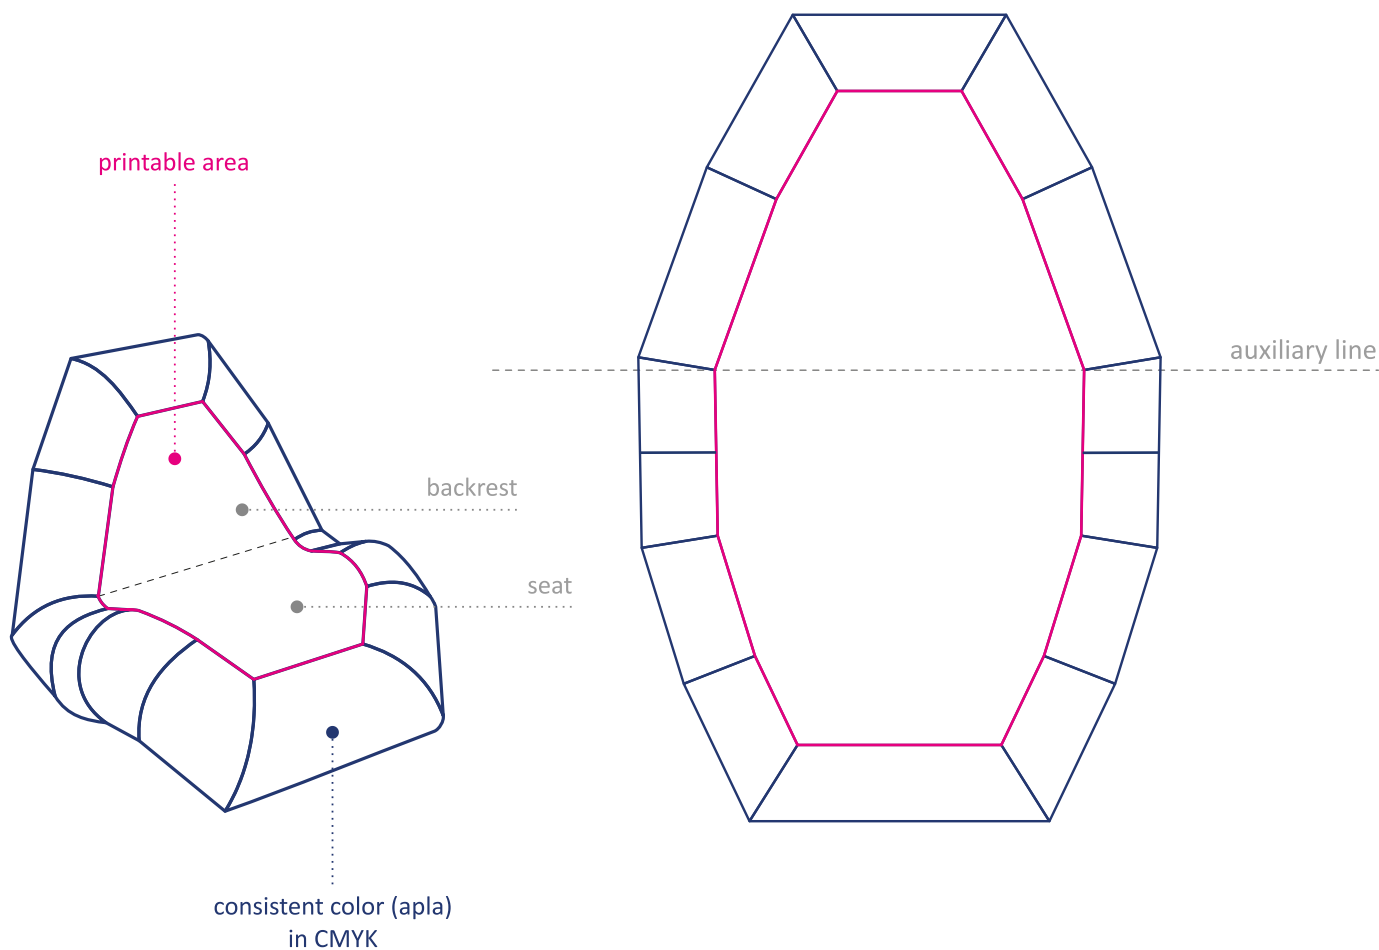 printable area
auxiliary line
backrest
seat
consistent color (apla)
in CMYK